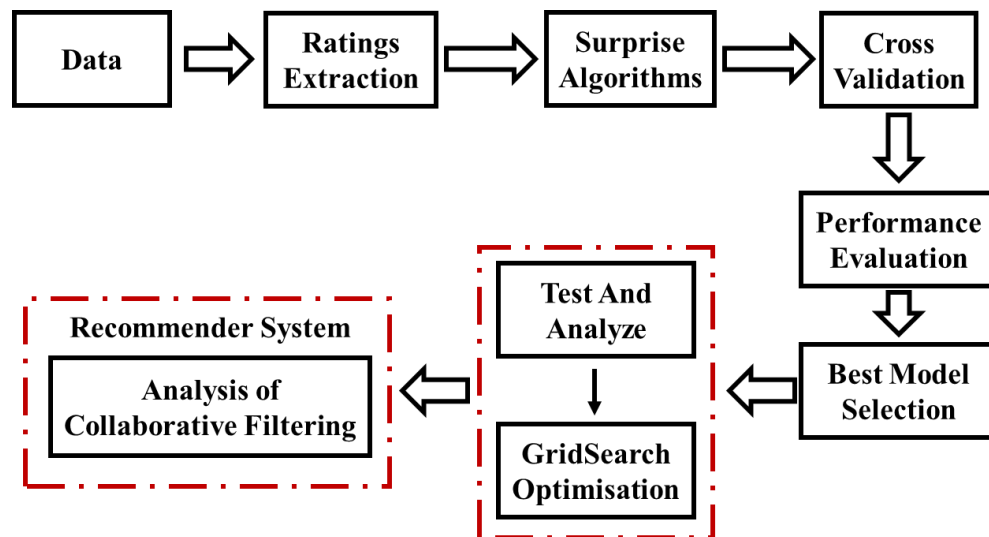 Data
Ratings
Extraction
Surprise
Algorithms
Cross
Validation
Performance
Evaluation
Best Model
Selection
Test And
Analyze
GridSearch
Optimisation
Recommender System
Analysis of
Collaborative Filtering